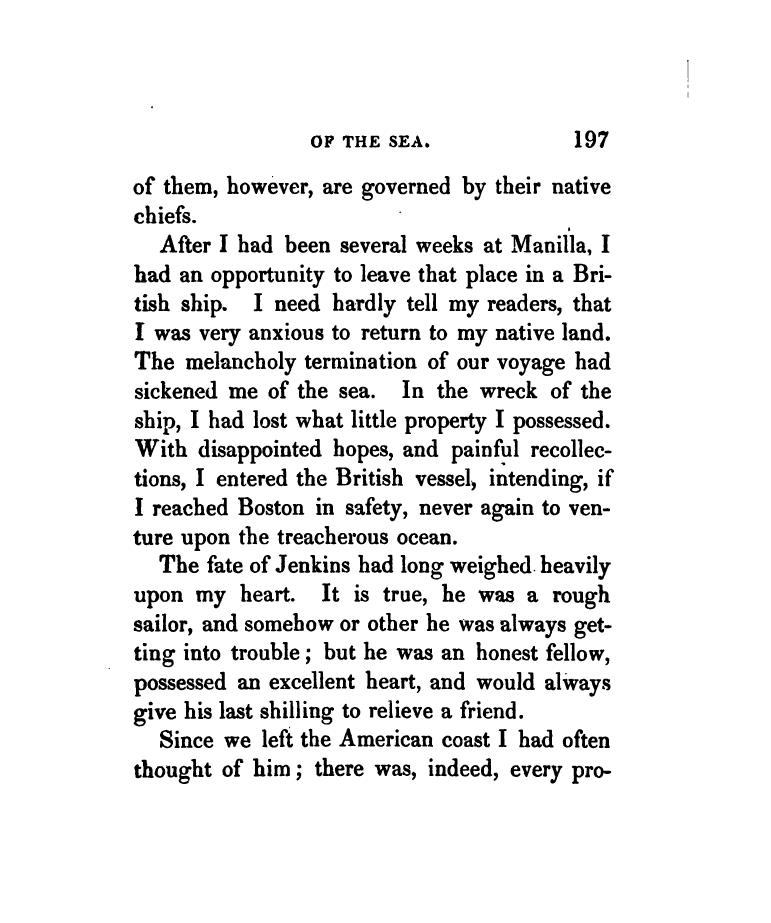 OF THE SEA. 197
of them, however, are governed by their native
chiefs.
After I had been several weeks at Manilla, I
had an opportunity to leave that place in a Bri-
tish ship. I need hardly tell my readers, that
I was very anxious to return to my native land.
The melancholy termination of our voyage had
sickened me of the sea. In the wreck of the
ship, I had lost what little property I possessed.
With disappointed hopes, and painful recollec-
tions, I entered the British vessel, intending, if
I reached Boston in safety, never again to ven-
ture upon the treacherous ocean.
The fate of Jenkins had long weighed heavily
upon my heart. It is true, he was a rough
sailor, and somehow or other he was always get-
ting into trouble; but he was an honest fellow,
possessed an excellent heart, and would always
give his last shilling to relieve a friend.
Since we left the American coast I had often
thought of him; there was, indeed, every pro-